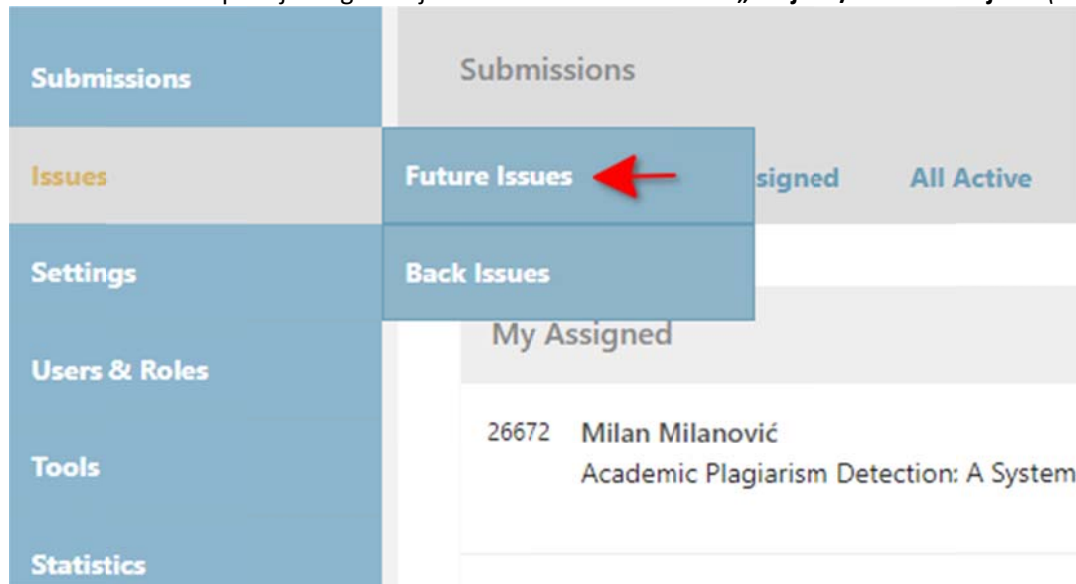 Submissions
Submissions
Issues
Future Issues
signed
All Active
Settings
Back Issues
My Assigned
Users & Roles
26672 Milan Milanović
Academic Plagiarism Detection: A System
Tools
Statistics